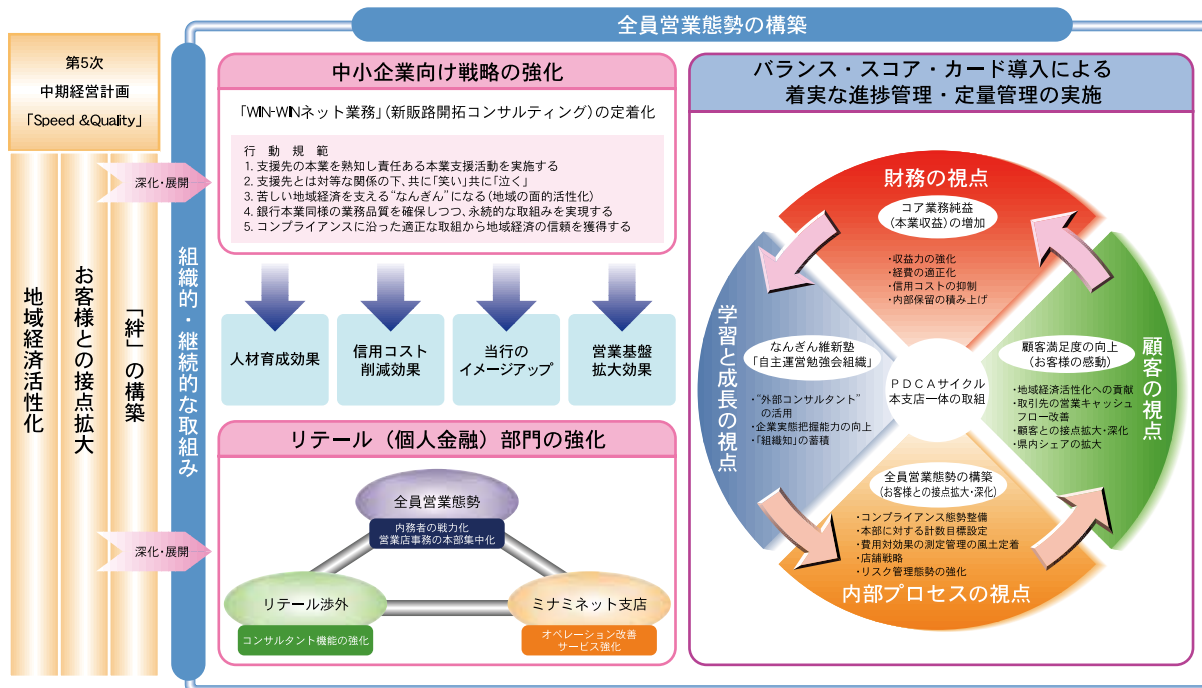 全員営業態勢の構築
第5次
中期経営計画
「Speed &Quality」
深化・展開
深化・展開
地域経済活性化
お客様との接点拡大
「絆」の構築
組織的・継続的な取組み
中小企業向け戦略の強化
「WIN-WINネット業務」(新販路開拓コンサルティング)の定着化
行 動 規 範
1. 支援先の本業を熟知し責任ある本業支援活動を実施する
2. 支援先とは対等な関係の下、共に「笑い」共に「泣く」
3. 苦しい地域経済を支える“なんぎん”になる(地域の面的活性化)
4. 銀行本業同様の業務品質を確保しつつ、永続的な取組みを実現する
5. コンプライアンスに沿った適正な取組から地域経済の信頼を獲得する
人材育成効果
信用コスト
削減効果
当行の
イメージアップ
営業基盤
拡大効果
リテール(個人金融)部門の強化
全員営業態勢
内務者の戦力化
営業店事務の本部集中化
リテール渉外
コンサルタント機能の強化
ミナミネット支店
オペレーション改善
サービス強化
バランス・スコア・カード導入による
着実な進捗管理・定量管理の実施
財務の視点
コア業務純益
(本業収益)の増加
・収益力の強化
・経費の適正化
・信用コストの抑制
・内部保留の積み上げ
学習と成長の視点
なんぎん維新塾
「自主運営勉強会組織」
・“外部コンサルタント”
の活用
・企業実態把握能力の向上
・「組織知」の蓄積
PDCAサイクル
本支店一体の取組
顧客の視点
顧客満足度の向上
(お客様の感動)
・地域経済活性化への貢献
・取引先の営業キャッシュ
フロー改善
・顧客との接点拡大・深化
・県内シェアの拡大
全員営業態勢の構築
(お客様との接点拡大・深化)
・コンプライアンス態勢整備
・本部に対する計数目標設定
・費用対効果の測定管理の風土定着
・店舗戦略
・リスク管理態勢の強化
内部プロセスの視点